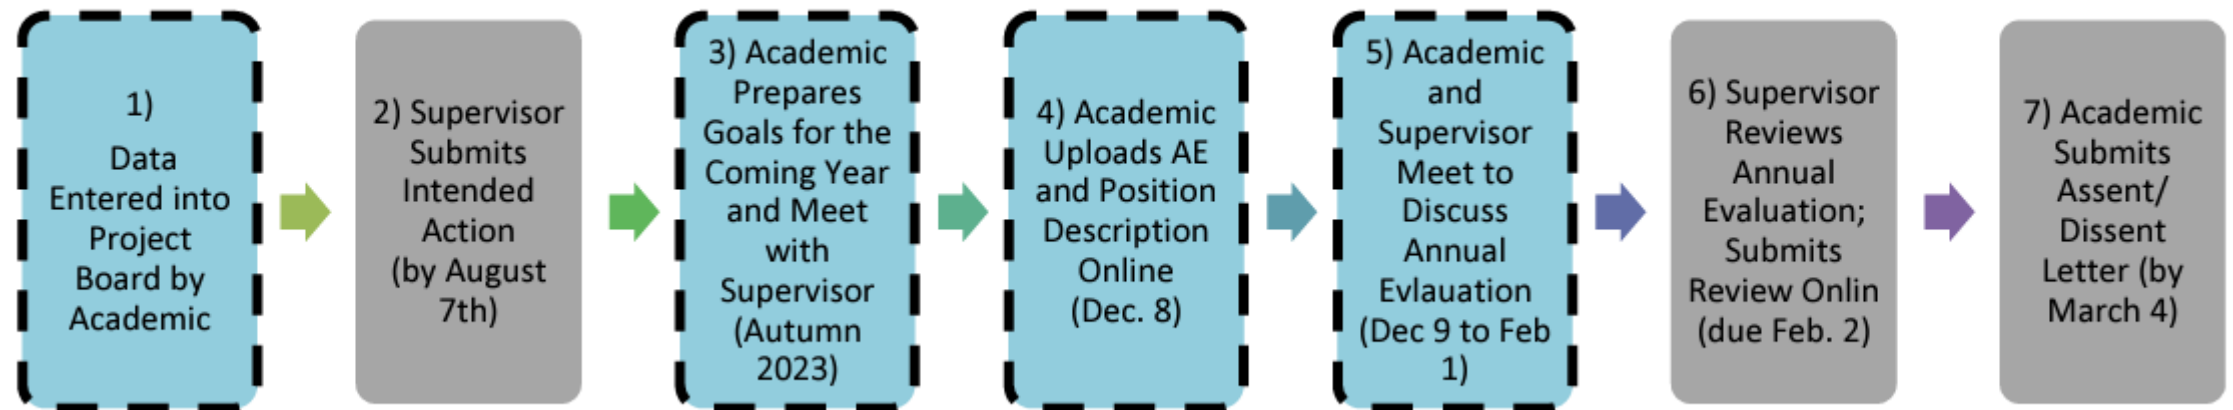 1)
Data
Entered into
Project
Board by
Academic
2) Supervisor
Submits
Intended
Action
(by August
7th)
3) Academic
Prepares
Goals for the
Coming Year
and Meet
with
Supervisor
(Autumn
2023)
4) Academic
Uploads AE
and Position
Description
Online
(Dec. 8)
5) Academic
and
Supervisor
Meet to
Discuss
Annual
Evlauation
(Dec 9 to Feb
1)
6) Supervisor
Reviews
Annual
Evaluation;
Submits
Review Onlin
(due Feb. 2)
7) Academic
Submits
Assent/
Dissent
Letter (by
March 4)